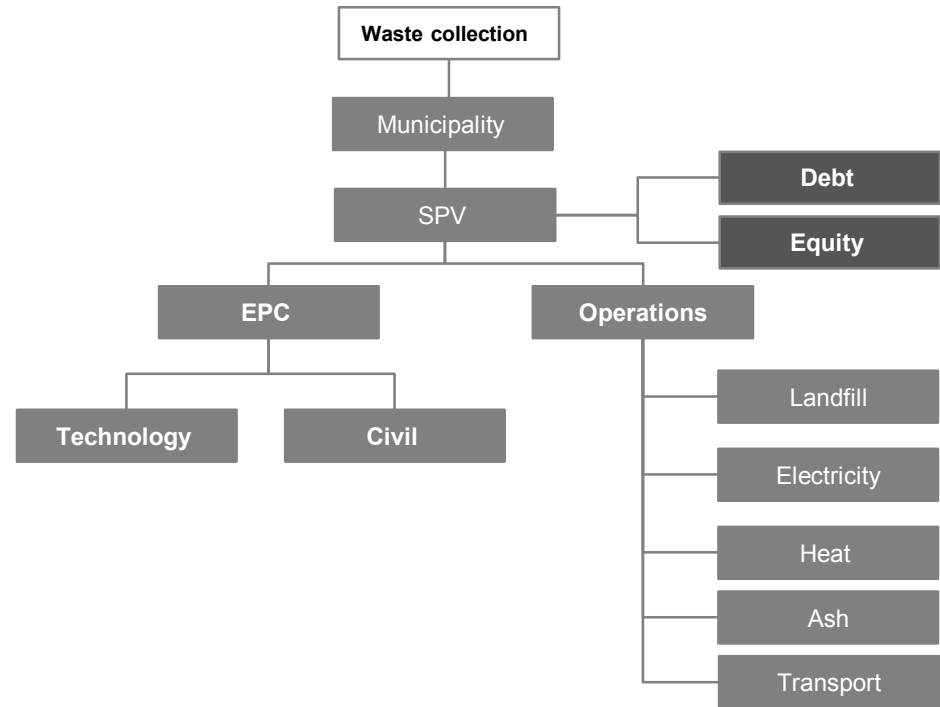 Waste collection
Municipality
SPV
Debt
Equity
EPC
Operations
Technology
Civil
Landfill
Electricity
Heat
Ash
Transport